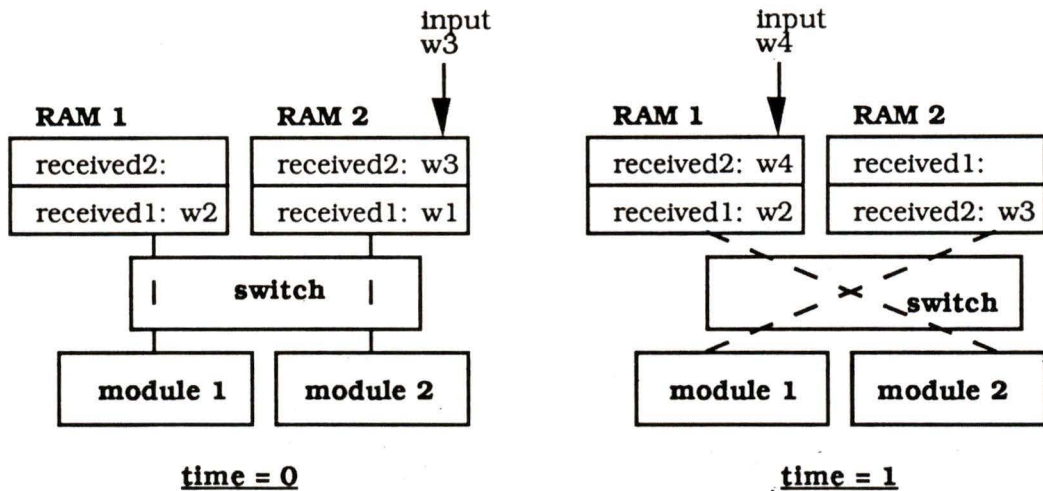 input
w3
RAM 1
RAM 2
received2:
received1: w2
received2: w3
received1: w1
switch
module 1
module 2
time = 0
input
w4
RAM 1
RAM 2
received2: w4
received1: w2
received1:
received2: w3
switch
module 1
module 2
time = 1